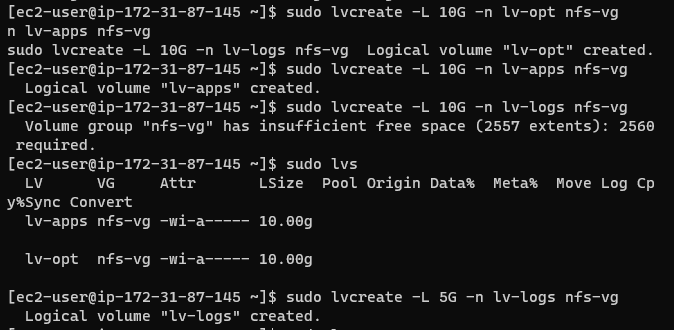 [ec2-user@ip-172-31-87-145 ~]$ sudo lvcreate -L 10G -n lv-opt nfs-vg
n lv-apps nfs-vg
sudo lvcreate -L 10G -n lv-logs nfs-vg  Logical volume "lv-opt" created.
[ec2-user@ip-172-31-87-145 ~]$ sudo lvcreate -L 10G -n lv-apps nfs-vg
  Logical volume "lv-apps" created.
[ec2-user@ip-172-31-87-145 ~]$ sudo lvcreate -L 10G -n lv-logs nfs-vg
  Volume group "nfs-vg" has insufficient free space (2557 extents): 2560
 required.
[ec2-user@ip-172-31-87-145 ~]$ sudo lvs
  LV      VG     Attr       LSize  Pool Origin Data%  Meta%  Move Log Cp
y%Sync Convert
  lv-apps nfs-vg -wi-a----- 10.00g
  lv-opt  nfs-vg -wi-a----- 10.00g
[ec2-user@ip-172-31-87-145 ~]$ sudo lvcreate -L 5G -n lv-logs nfs-vg
  Logical volume "lv-logs" created.